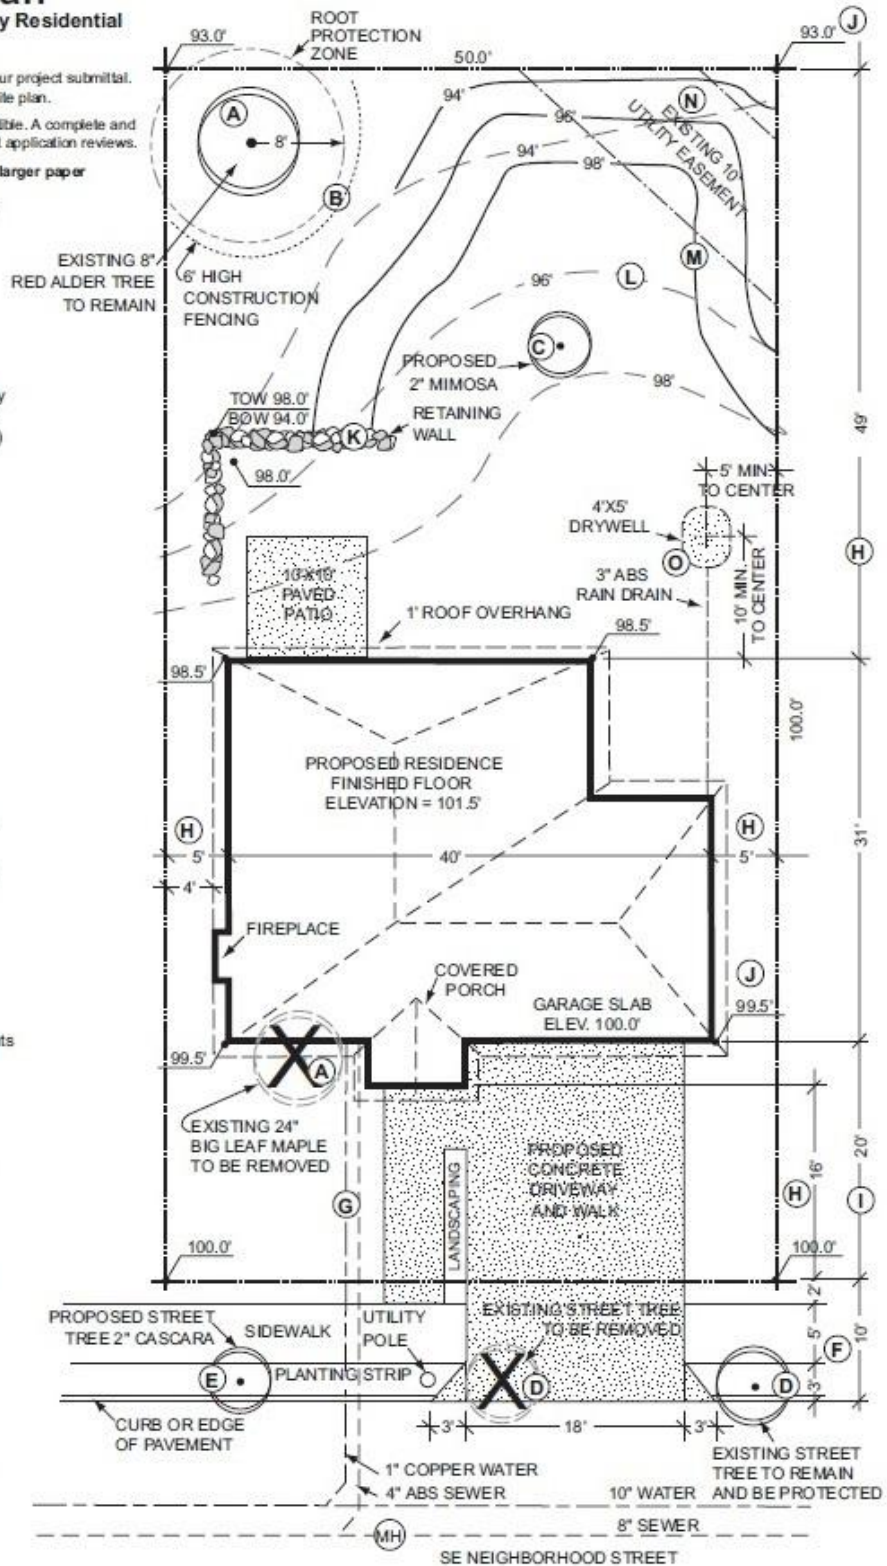 y Residential
ur project submittal.
ite plan.
ible. A complete and
t application reviews.
larger paper
y
)
ts
ROOT
PROTECTION
ZONE
93.0'
50.0'
93.0'
J
A
8'
B
94'
96'
94'
98'
N
EXISTING 10'
UTILITY EASEMENT
M
EXISTING 8"
RED ALDER TREE
TO REMAIN
6' HIGH
CONSTRUCTION
FENCING
96'
L
C
PROPOSED
2" MIMOSA
98'
TOW 98.0'
BOW 94.0'
RETAINING
WALL
K
98.0'
49'
5' MIN.
TO CENTER
4'X5'
DRYWELL
O
H
10'X10'
PAVED
PATIO
3" ABS
RAIN DRAIN
10' MIN.
TO CENTER
1' ROOF OVERHANG
98.5'
98.5'
100.0'
PROPOSED RESIDENCE
FINISHED FLOOR
ELEVATION = 101.5'
H
H
31'
5'
40'
5'
4'
FIREPLACE
COVERED
PORCH
J
GARAGE SLAB
ELEV. 100.0'
99.5'
99.5'
A
EXISTING 24"
BIG LEAF MAPLE
TO BE REMOVED
PROPOSED
CONCRETE
DRIVEWAY
AND WALK
LANDSCAPING
G
16'
20'
H
I
100.0'
100.0'
2'
PROPOSED STREET
TREE 2" CASCARA
SIDEWALK
UTILITY
POLE
EXISTING STREET TREE
TO BE REMOVED
5'
10'
F
E
PLANTING STRIP
D
D
3'
CURB OR EDGE
OF PAVEMENT
3'
18'
3'
EXISTING STREET
TREE TO REMAIN
AND BE PROTECTED
1" COPPER WATER
4" ABS SEWER
10" WATER
8" SEWER
MH
SE NEIGHBORHOOD STREET